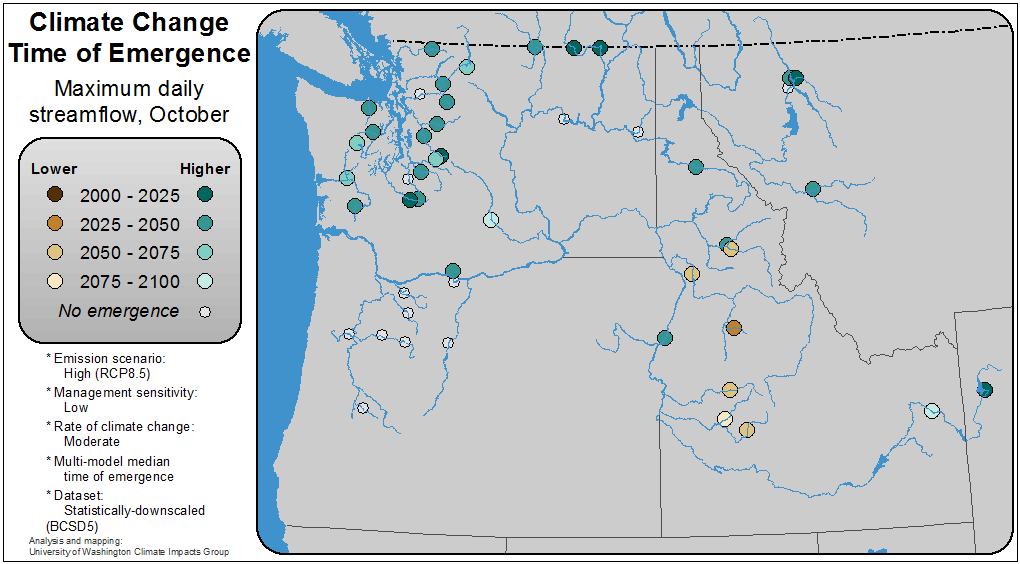 Climate Change
Time of Emergence
Maximum daily
streamflow, October
Lower Higher
2000 - 2025
2025 - 2050
2050 - 2075
2075 - 2100
No emergence
* Emission scenario:
High (RCP8.5)
* Management sensitivity:
Low
* Rate of climate change:
Moderate
* Multi-model median
time of emergence
* Dataset:
Statistically-downscaled
(BCSD5)
Analysis and mapping:
University of Washington Climate Impacts Group